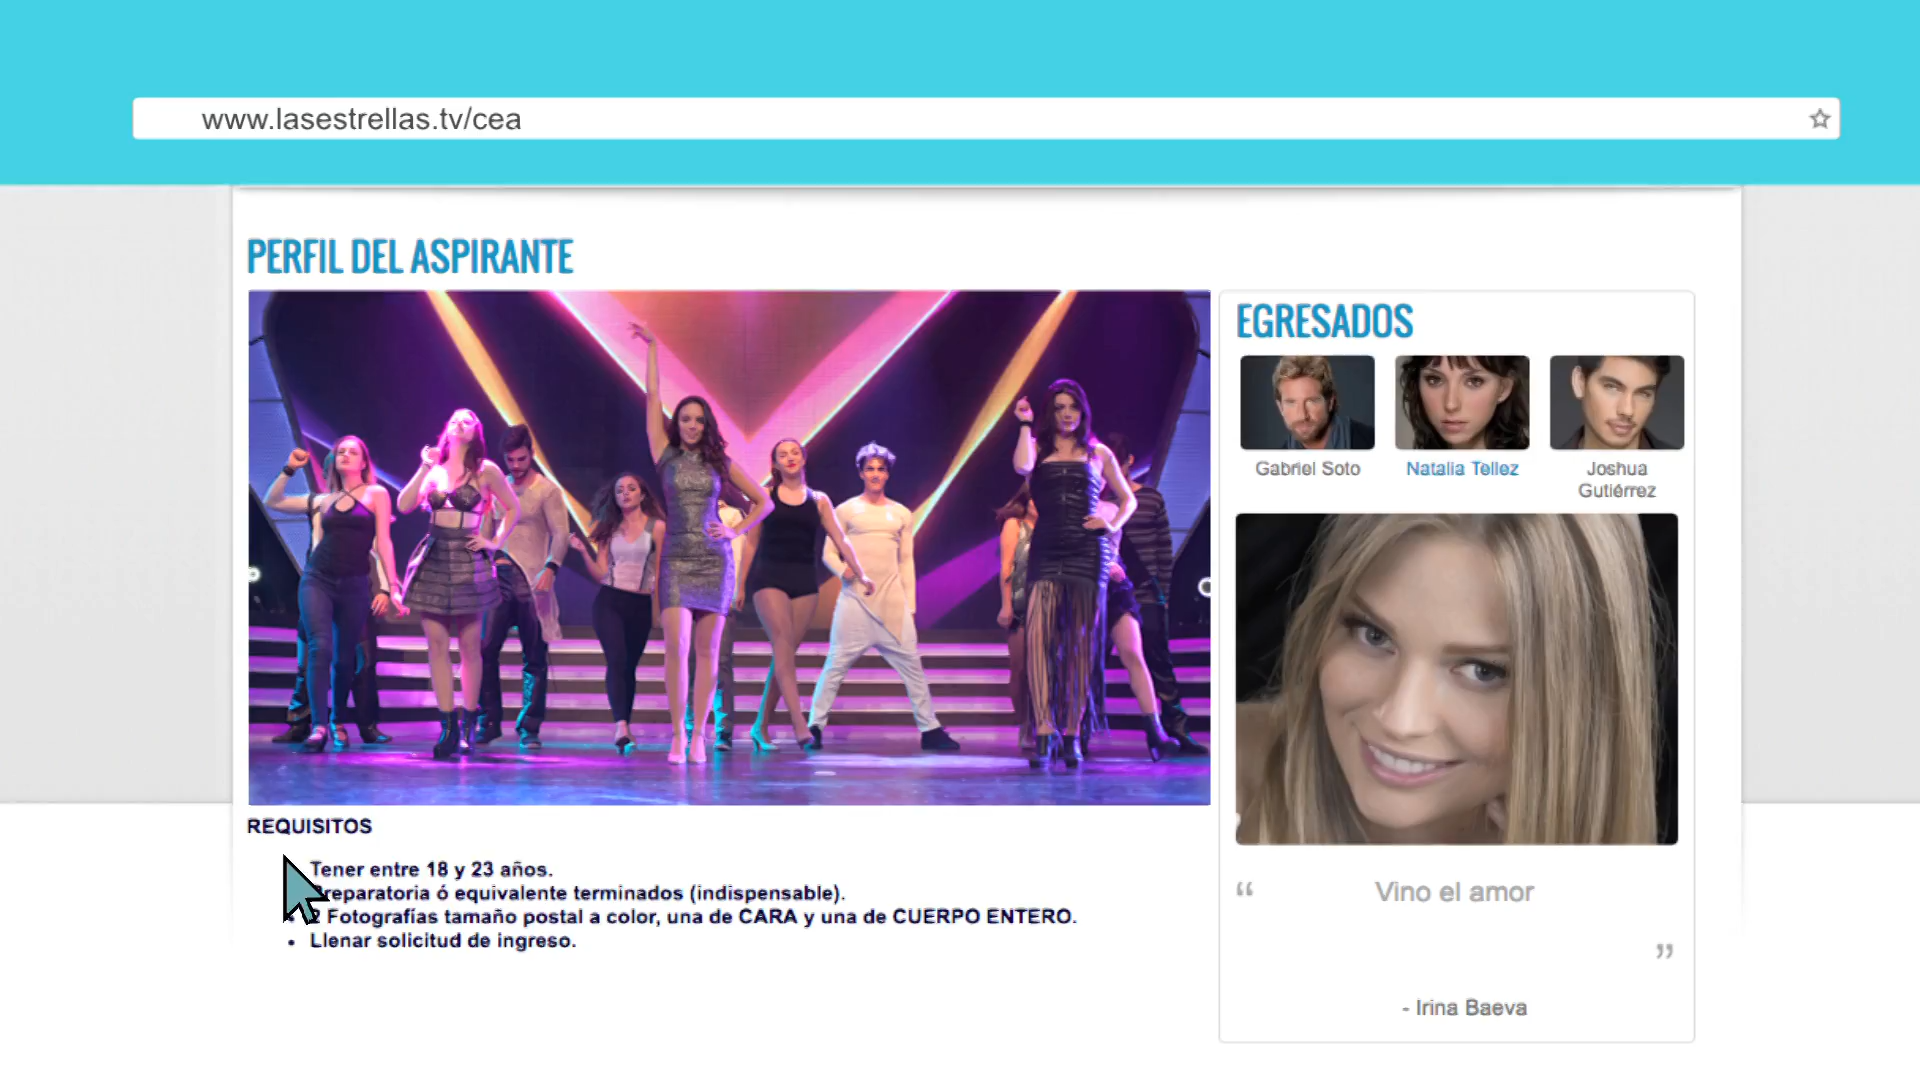 www.lasestrellas.tv/cea
PERFIL DEL ASPIRANTE
EGRESADOS
Gabriel Soto
Natalia Tellez
Joshua
Gutiérrez
REQUISITOS
Tener entre 18 y 23 años.
Preparatoria ó equivalente terminados (indispensable).
2 Fotografías tamaño postal a color, una de CARA y una de CUERPO ENTERO.
• Llenar solicitud de ingreso.
“ Vino el amor
”
- Irina Baeva